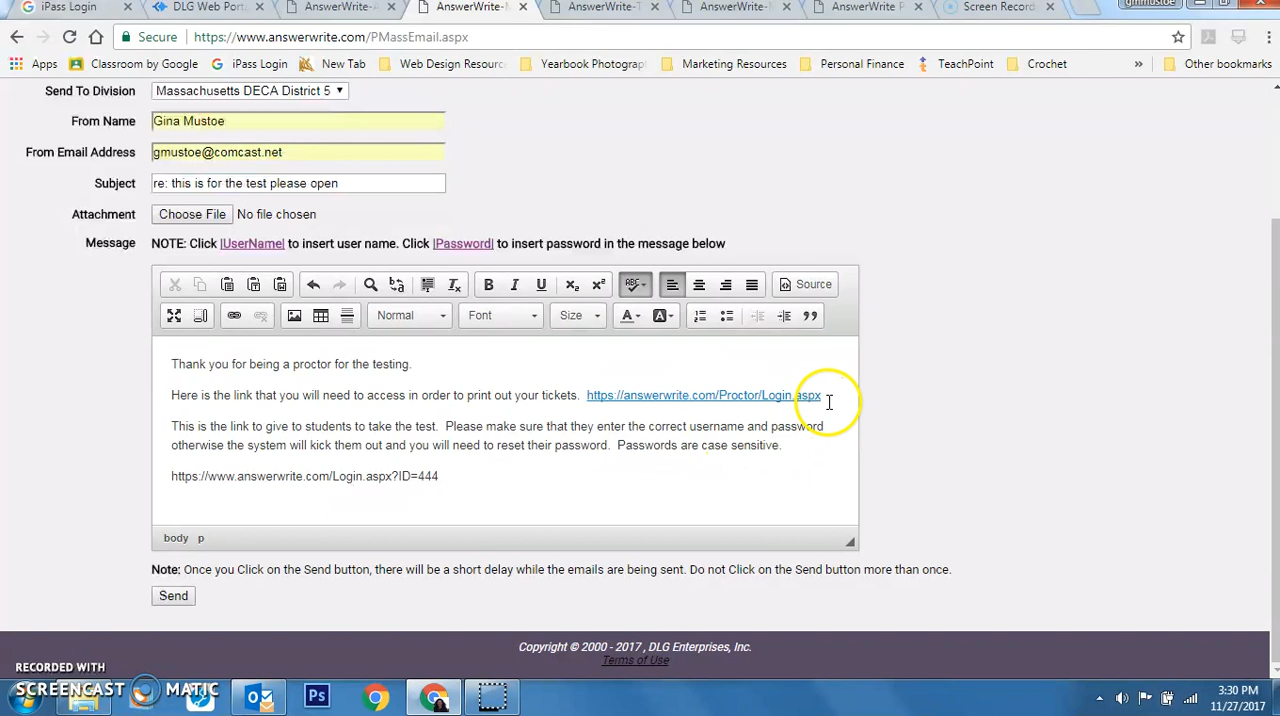 iPass Login
DLG Web Port
AnswerWrite-A
AnswerWrite-M
AnswerWrite-T
AnswerWrite-
AnswerWrite P
Screen Record
gmmustoe
Secure
https://www.answerwrite.com/PMassEmail.aspx
Apps
Classroom by Google
iPass Login
New Tab
Web Design Resourc
Yearbook Photograp
Marketing Resources
Personal Finance
TeachPoint
Crochet
»
Other bookmarks
Send To Division
Massachusetts DECA District 5
From Name
Gina Mustoe
From Email Address
gmustoe@comcast.net
Subject
re: this is for the test please open
Attachment
Choose File No file chosen
Message
NOTE: Click |UserName| to insert user name. Click |Password| to insert password in the message below
Source
Normal
Font
Size
Thank you for being a proctor for the testing.
Here is the link that you will need to access in order to print out your tickets. https://answerwrite.com/Proctor/Login.aspx
This is the link to give to students to take the test. Please make sure that they enter the correct username and password
otherwise the system will kick them out and you will need to reset their password. Passwords are case sensitive.
https://www.answerwrite.com/Login.aspx?ID=444
body p
Note: Once you Click on the Send button, there will be a short delay while the emails are being sent. Do not Click on the Send button more than once.
Send
Copyright © 2000 - 2017 , DLG Enterprises, Inc.
Terms of Use
RECORDED WITH
SCREENCAST MATIC
3:30 PM
11/27/2017